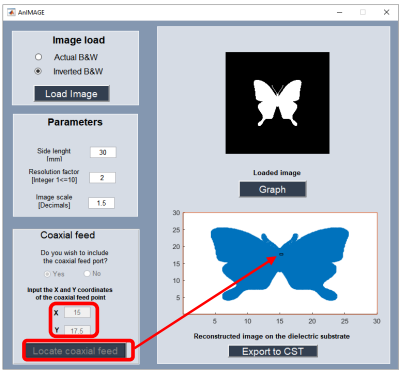 AnIMAGE
Image load
Actual B&W
Inverted B&W
Load Image
Parameters
Side lenght
[mm]
30
Resolution factor
[Integer 1<=10]
2
Image scale
[Decimals]
1.5
Coaxial feed
Do you wish to include
the coaxial feed port?
Yes
No
Input the X and Y coordinates
of the coaxial feed point
X
15
Y
17.5
Locate coaxial feed
Loaded image
Graph
30
25
20
15
10
5
5
10
15
20
25
30
Reconstructed image on the dielectric substrate
Export to CST